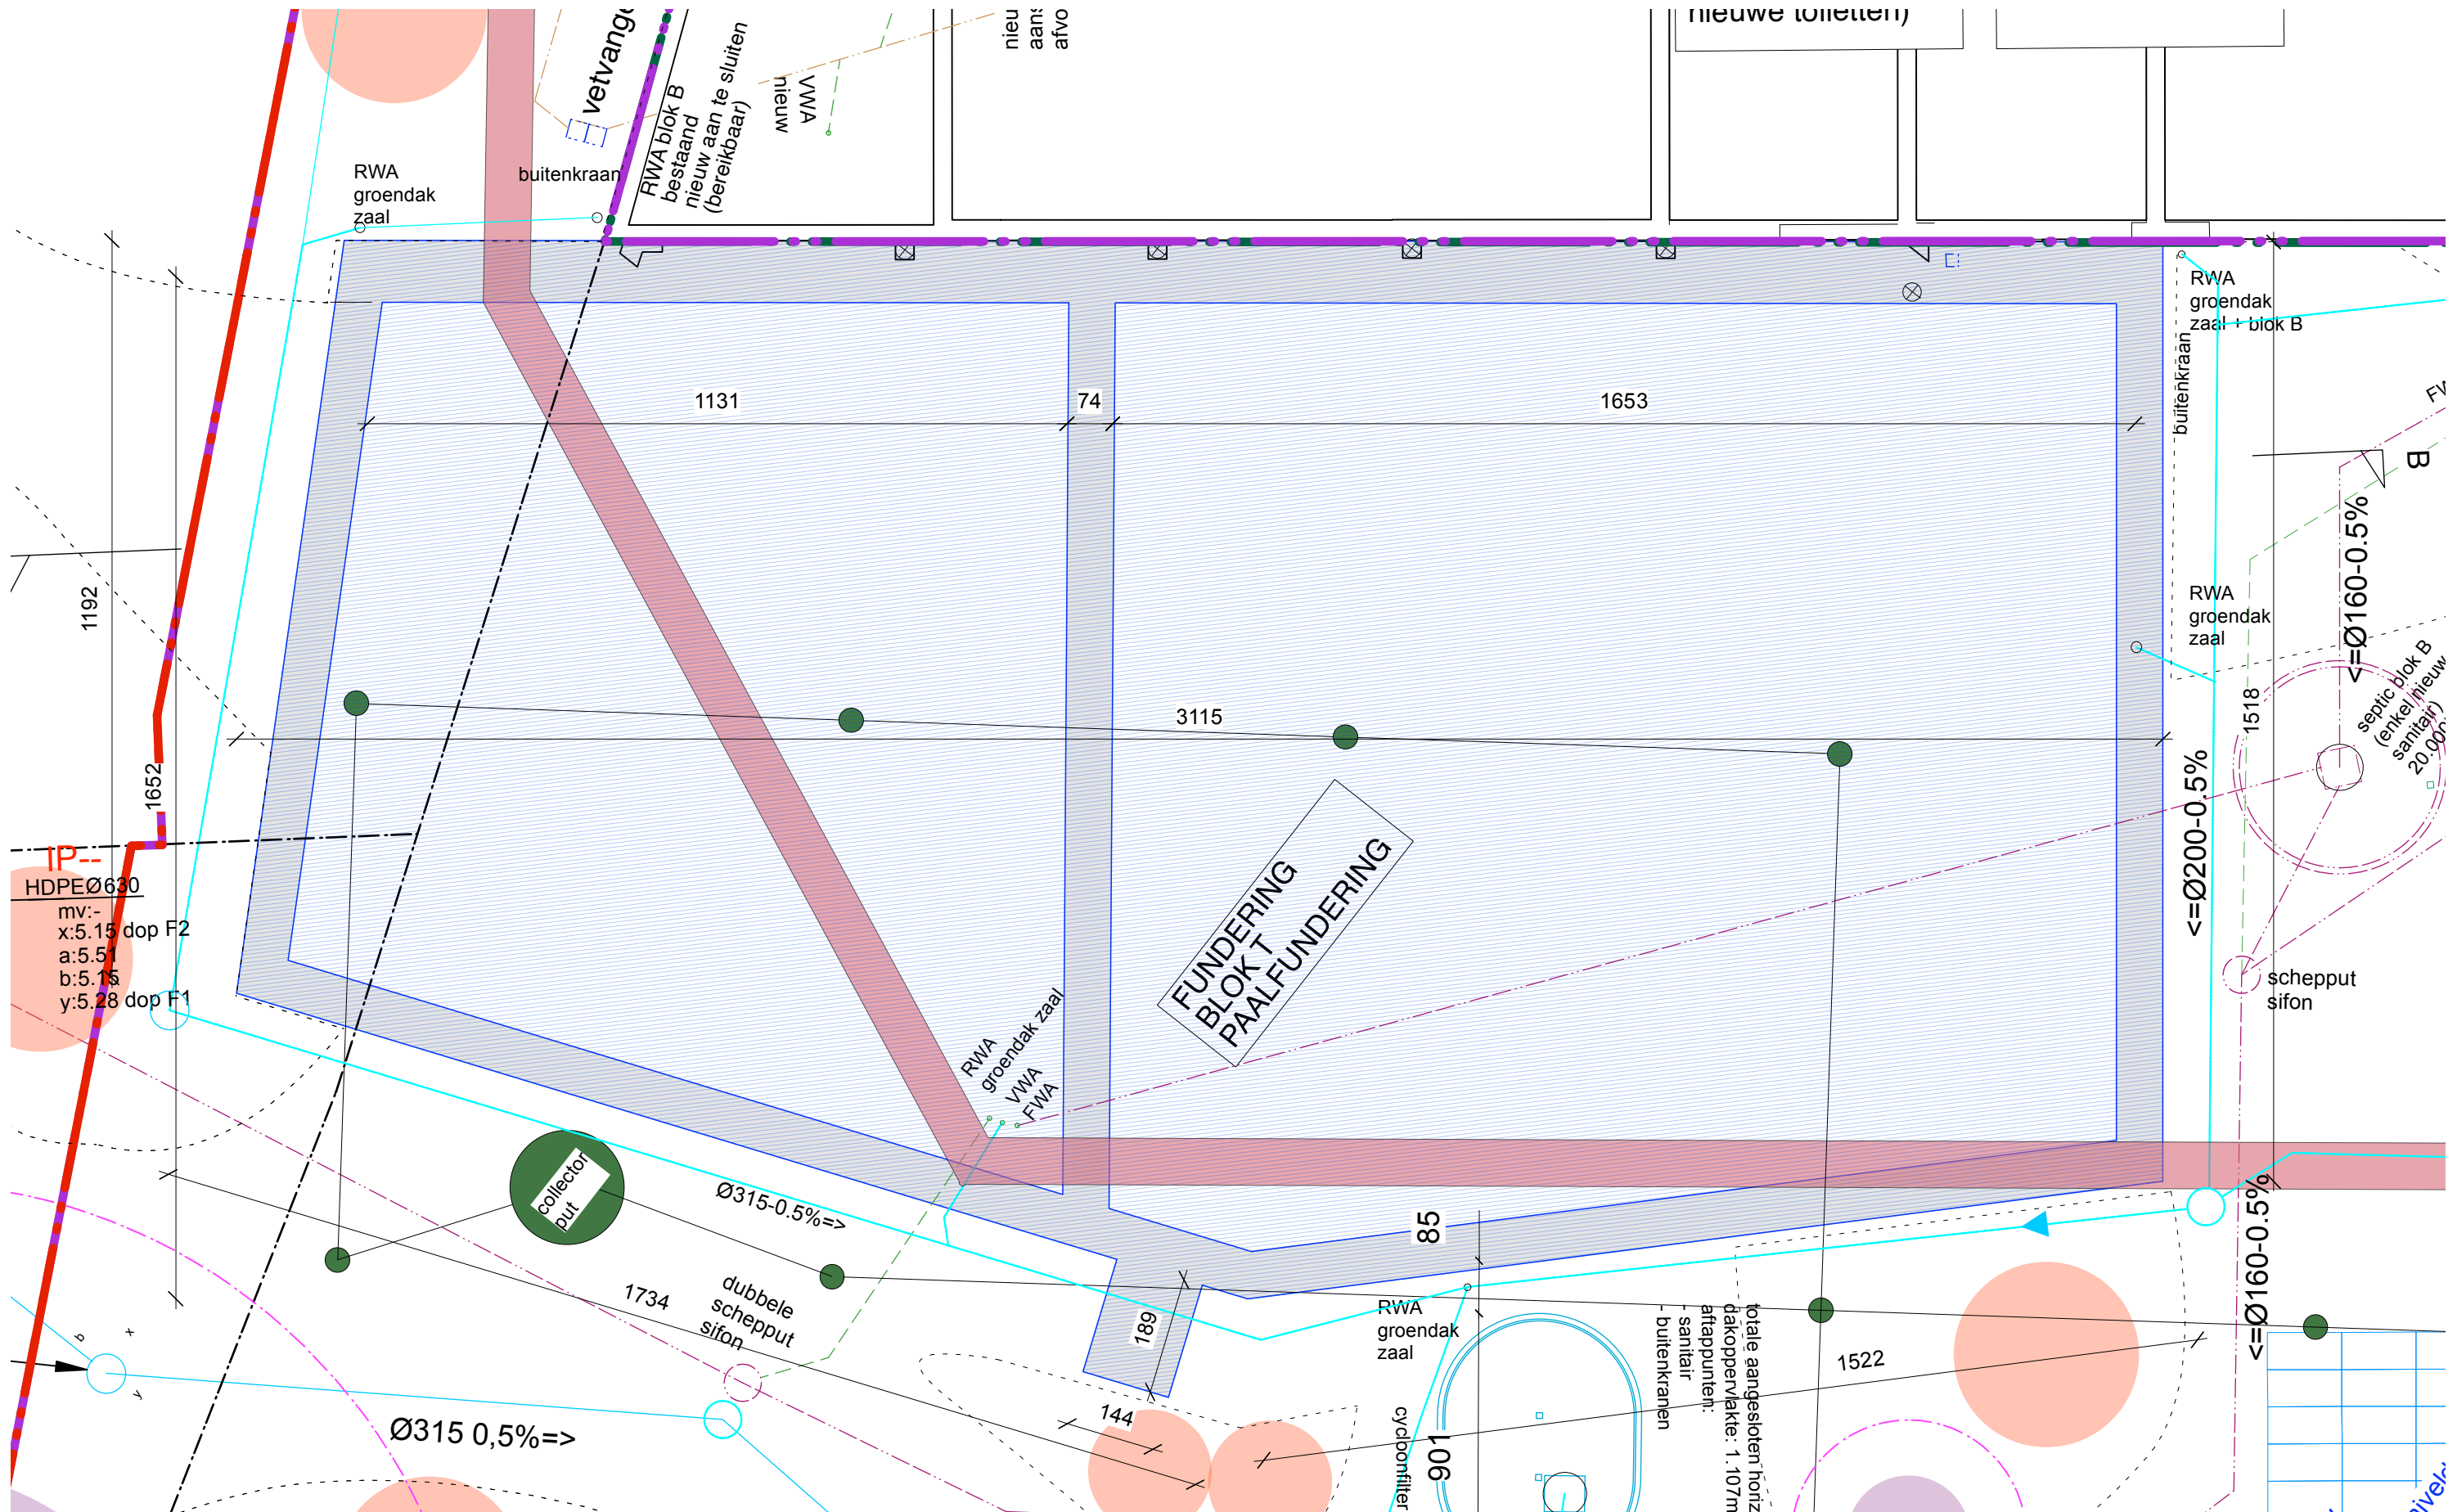 nieuwe toiletten)
vetvange
RWA blok B
bestaand
nieuw aan te sluiten
(bereikbaar)
VWA
nieuw
nieu
aans
afvo
RWA
groendak
zaal
buitenkraan
RWA
groendak
zaal + blok B
buitenkraan
1131
74
1653
B
<=Ø160-0.5%
1192
RWA
groendak
zaal
1518
septic blok B
(enkel nieuw
sanitair)
3115
1652
<=Ø200-0.5%
IP--
HDPEØ630
mv:-
x:5.15 dop F2
a:5.51
b:5.15
y:5.28 dop F1
FUNDERING
BLOK T
PAALFUNDERING
schepput
sifon
RWA
groendak zaal
VWA
FWA
collector
put
Ø315-0.5%=>
85
<=Ø160-0.5%
1734
dubbele
schepput
sifon
189
RWA
groendak
zaal
totale aangesloten horiz
dakoppervlakte: 1.107m
aftappunten:
- sanitair
- buitenkranen
1522
b
x
y
Ø315 0,5%=>
144
cycloonfilter
106